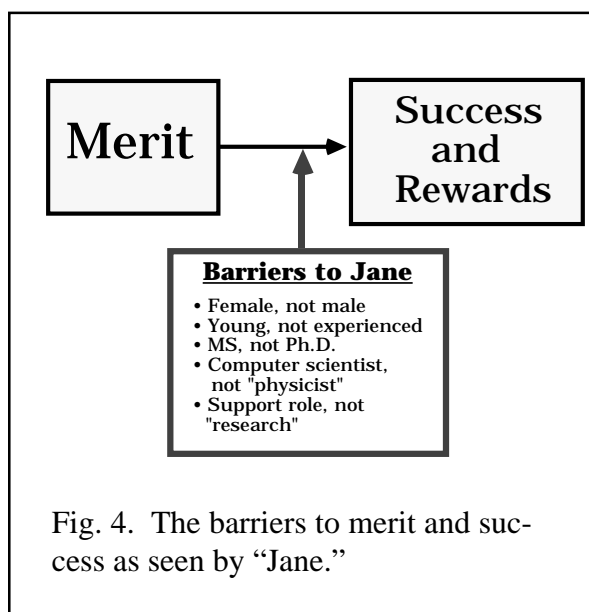 Merit
Success
and
Rewards
Barriers to Jane
• Female, not male
• Young, not experienced
• MS, not Ph.D.
• Computer scientist,
not "physicist"
• Support role, not
"research"
Fig. 4. The barriers to merit and suc-
cess as seen by “Jane.”